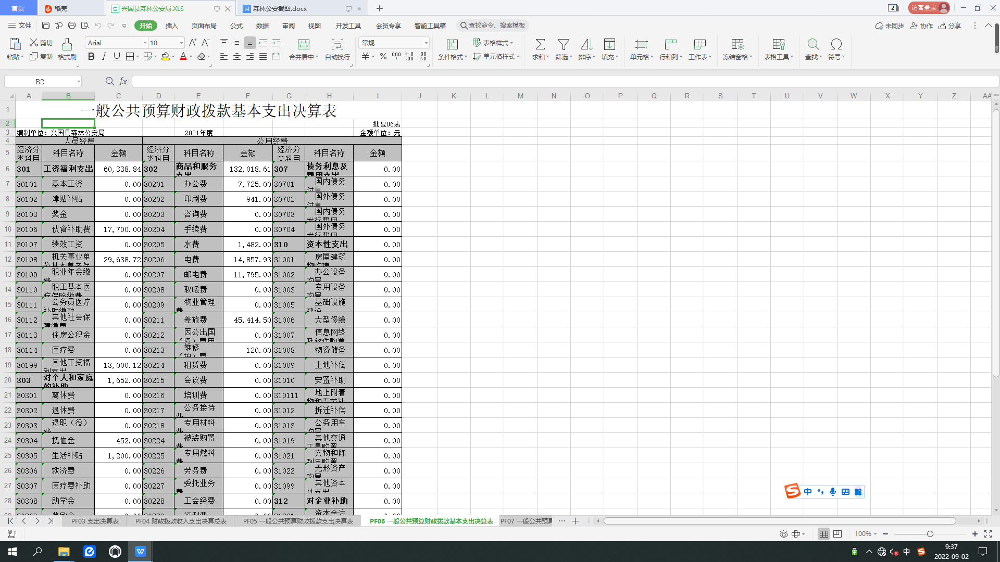 首页 稻壳 兴国县森林公安局.XLS 森林公安截图.docx 2 访客登录
文件 开始 插入 页面布局 公式 数据 审阅 视图 开发工具 会员专享 智能工具箱 查找命令、搜索模板 未同步 协作 分享
粘贴 剪切 复制 格式刷 Arial 10 合并居中 自动换行 常规 条件格式 表格样式 单元格样式 求和 筛选 排序 填充 单元格 行和列 工作表 冻结窗格 表格工具 查找 符号
B2 fx
A B C D E F G H I J K L M N O P Q R S T U V W X Y Z AA
1 一般公共预算财政拨款基本支出决算表
2 批复06表
3 编制单位：兴国县森林公安局 2021年度 金额单位：元
4 人员经费 公用经费
5 经济分类科目 科目名称 金额 经济分类科目 科目名称 金额 经济分类科目 科目名称 金额
6 301 工资福利支出 60,338.84 302 商品和服务支出 132,018.61 307 债务利息及费用支出 0.00
7 30101 基本工资 0.00 30201 办公费 7,725.00 30701 国内债务付息 0.00
8 30102 津贴补贴 0.00 30202 印刷费 941.00 30702 国外债务付息 0.00
9 30103 奖金 0.00 30203 咨询费 0.00 30703 国内债务发行费用 0.00
10 30106 伙食补助费 17,700.00 30204 手续费 0.00 30704 国外债务发行费用 0.00
11 30107 绩效工资 0.00 30205 水费 1,482.00 310 资本性支出 0.00
12 30108 机关事业单位基本养老保 29,638.72 30206 电费 14,857.93 31001 房屋建筑物购建 0.00
13 30109 职业年金缴费 0.00 30207 邮电费 11,795.00 31002 办公设备购置 0.00
14 30110 职工基本医疗保险缴费 0.00 30208 取暖费 0.00 31003 专用设备购置 0.00
15 30111 公务员医疗补助缴款 0.00 30209 物业管理费 0.00 31005 基础设施建设 0.00
16 30112 其他社会保障缴费 0.00 30211 差旅费 45,414.50 31006 大型修缮 0.00
17 30113 住房公积金 0.00 30212 因公出国（境）费用 0.00 31007 信息网络及软件购置 0.00
18 30114 医疗费 0.00 30213 维修（护）费 120.00 31008 物资储备 0.00
19 30199 其他工资福利支出 13,000.12 30214 租赁费 0.00 31009 土地补偿 0.00
20 303 对个人和家庭的补助 1,652.00 30215 会议费 0.00 31010 安置补助 0.00
21 30301 离休费 0.00 30216 培训费 0.00 310111 地上附着物和青苗补 0.00
22 30302 退休费 0.00 30217 公务接待费 0.00 31012 拆迁补偿 0.00
23 30303 退职（役）费 0.00 30218 专用材料费 0.00 31013 公务用车购置 0.00
24 30304 抚恤金 452.00 30224 被装购置费 0.00 31019 其他交通工具购置 0.00
25 30305 生活补贴 1,200.00 30225 专用燃料费 0.00 31021 文物和陈列品购置 0.00
26 30306 救济费 0.00 30226 劳务费 0.00 31022 无形资产购置 0.00
27 30307 医疗费补助 0.00 30227 委托业务费 0.00 31099 其他资本性支出 0.00
28 30308 助学金 0.00 30228 工会经费 0.00 312 对企业补助 0.00
PF03 支出决算表 PF04 财政拨款收入支出决算总表 PF05 一般公共预算财政拨款支出决算表 PF06 一般公共预算财政拨款基本支出决算表 PF07 一般公共预算
100%
中
中 9:37
2022-09-02